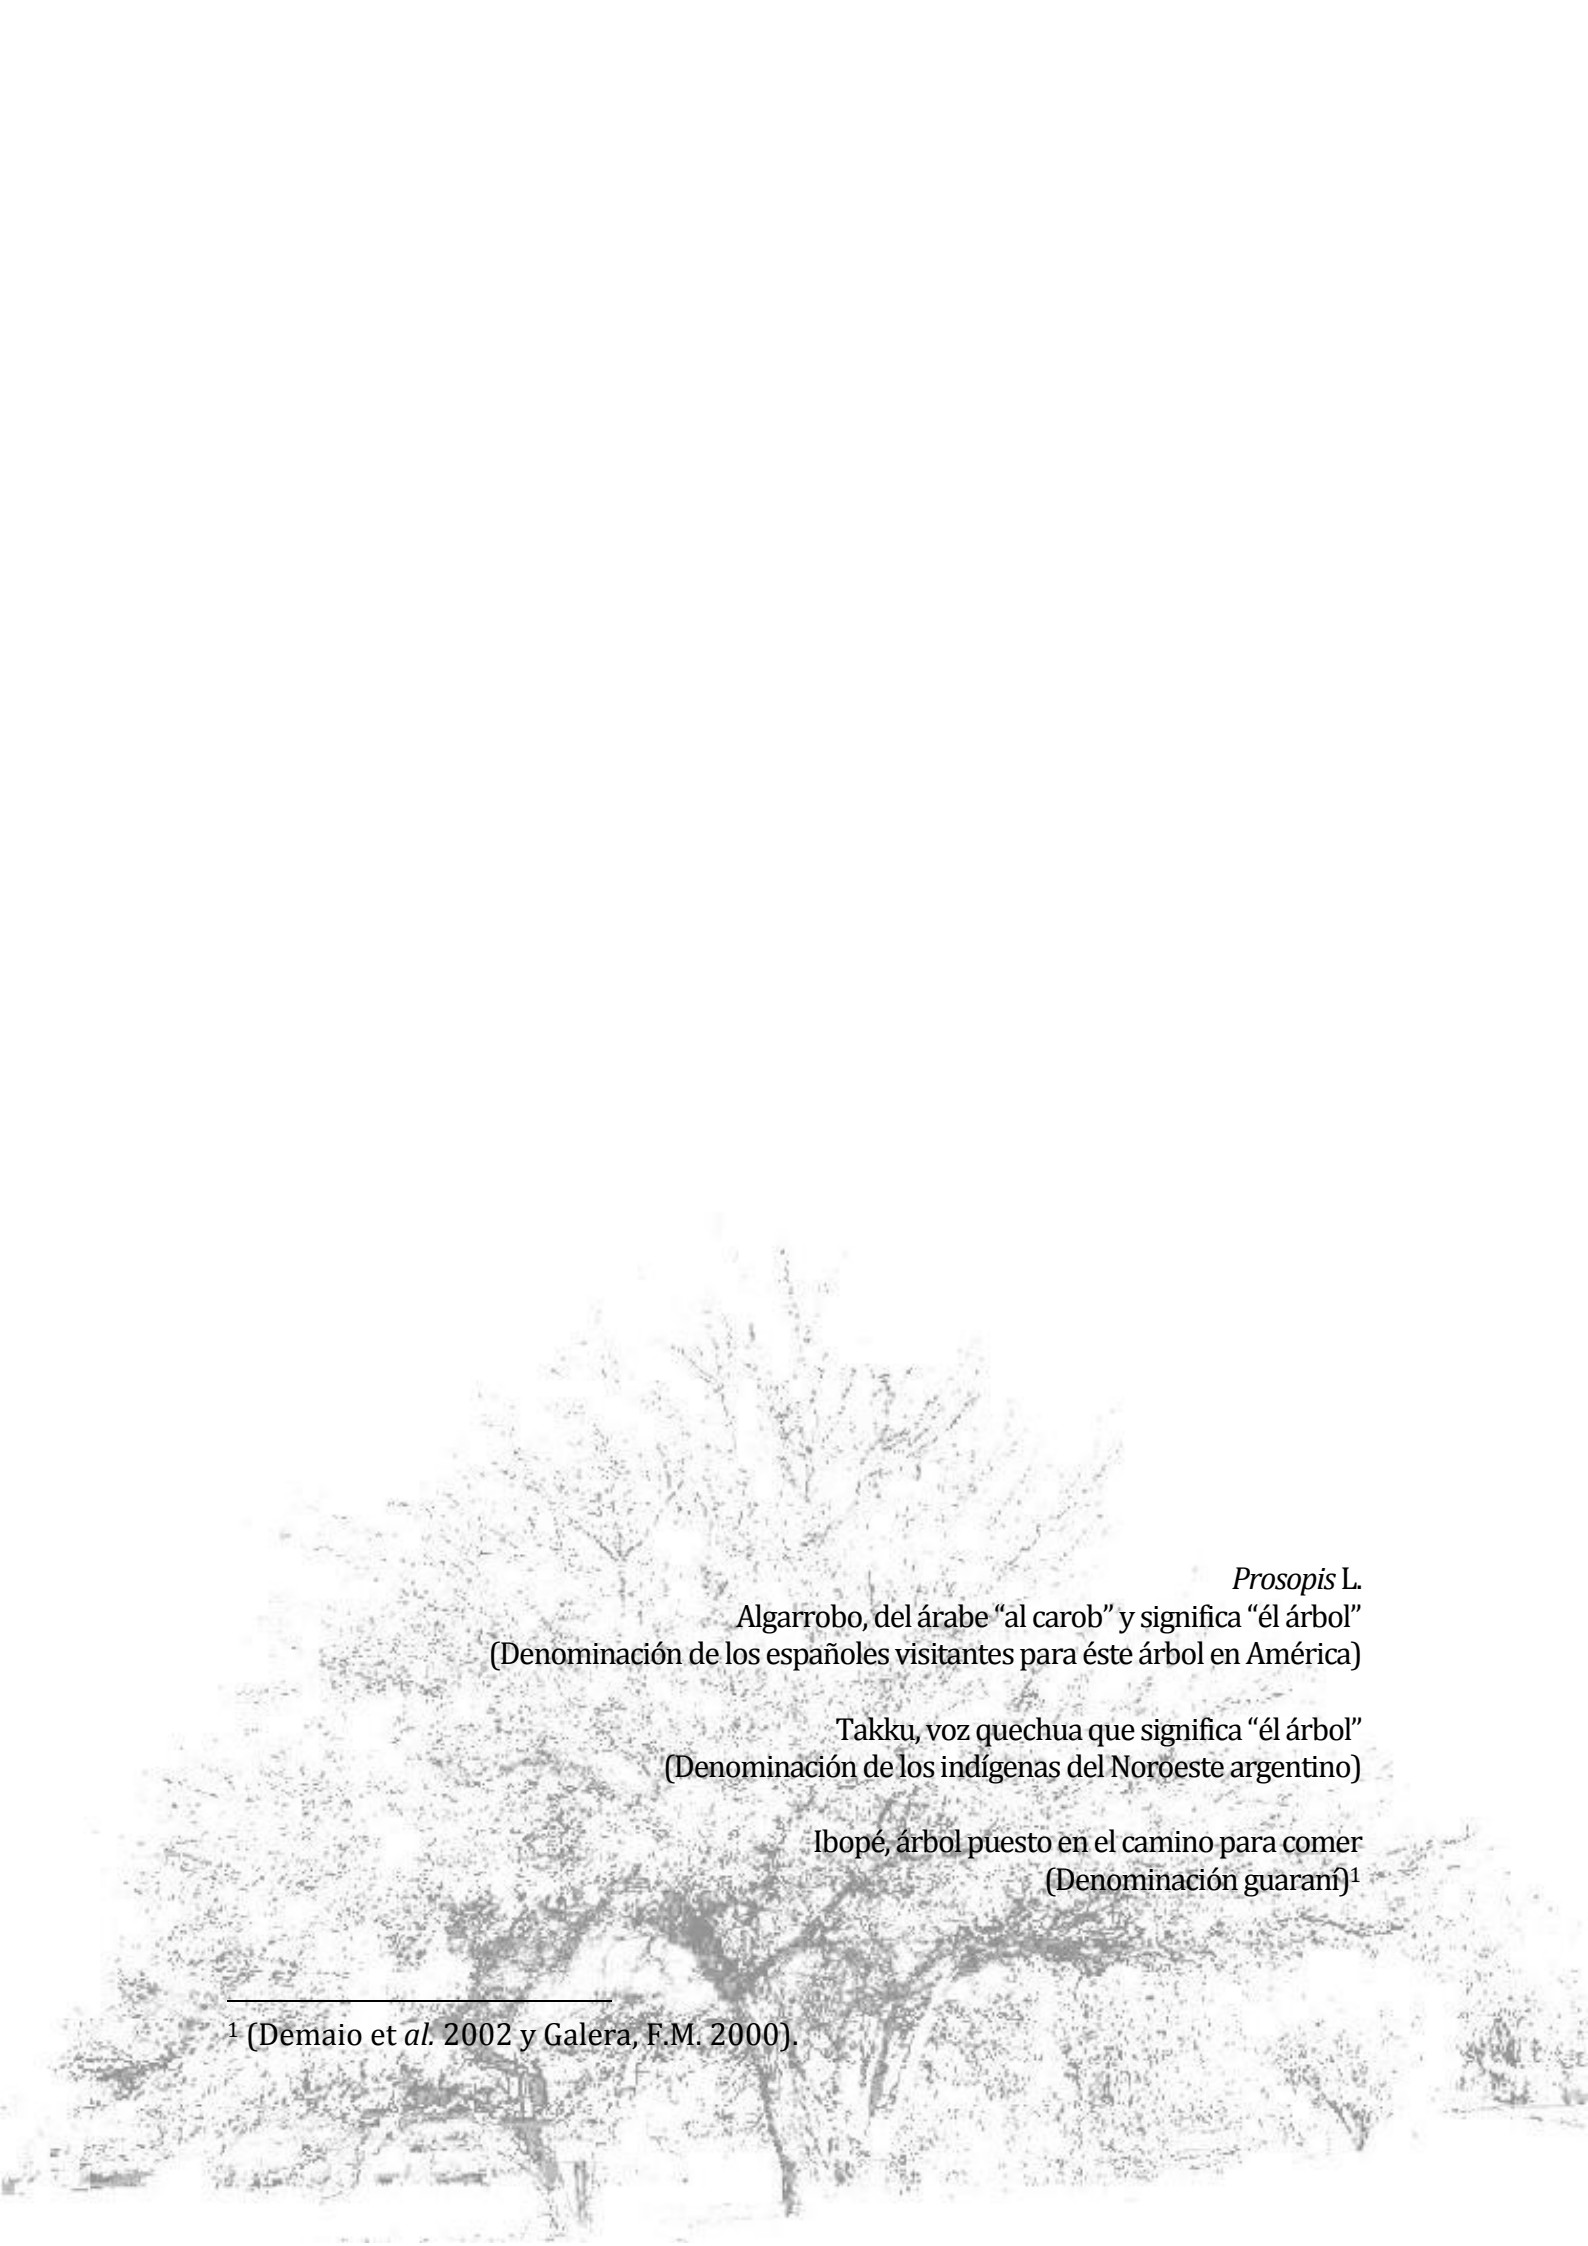 Prosopis L.
Algarrobo, del árabe “al carob” y significa “él árbol”
(Denominación de los españoles visitantes para éste árbol en América)
Takku, voz quechua que significa “él árbol”
(Denominación de los indígenas del Noroeste argentino)
Ibopé, árbol puesto en el camino para comer
(Denominación guaraní)¹
¹ (Demaio et al. 2002 y Galera, F.M. 2000).